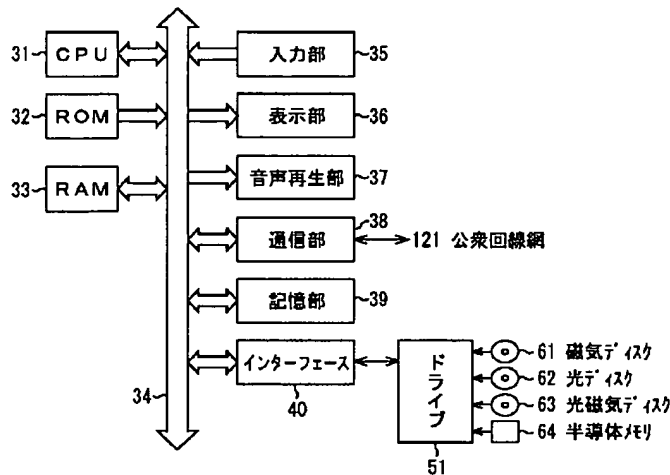 31 CPU
入力部 35
32 ROM
表示部 36
33 RAM
音声再生部 37
38
通信部
121 公衆回線網
記憶部 39
34
インターフェース
40
ドライブ
51
61 磁気ディスク
62 光ディスク
63 光磁気ディスク
64 半導体メモリ